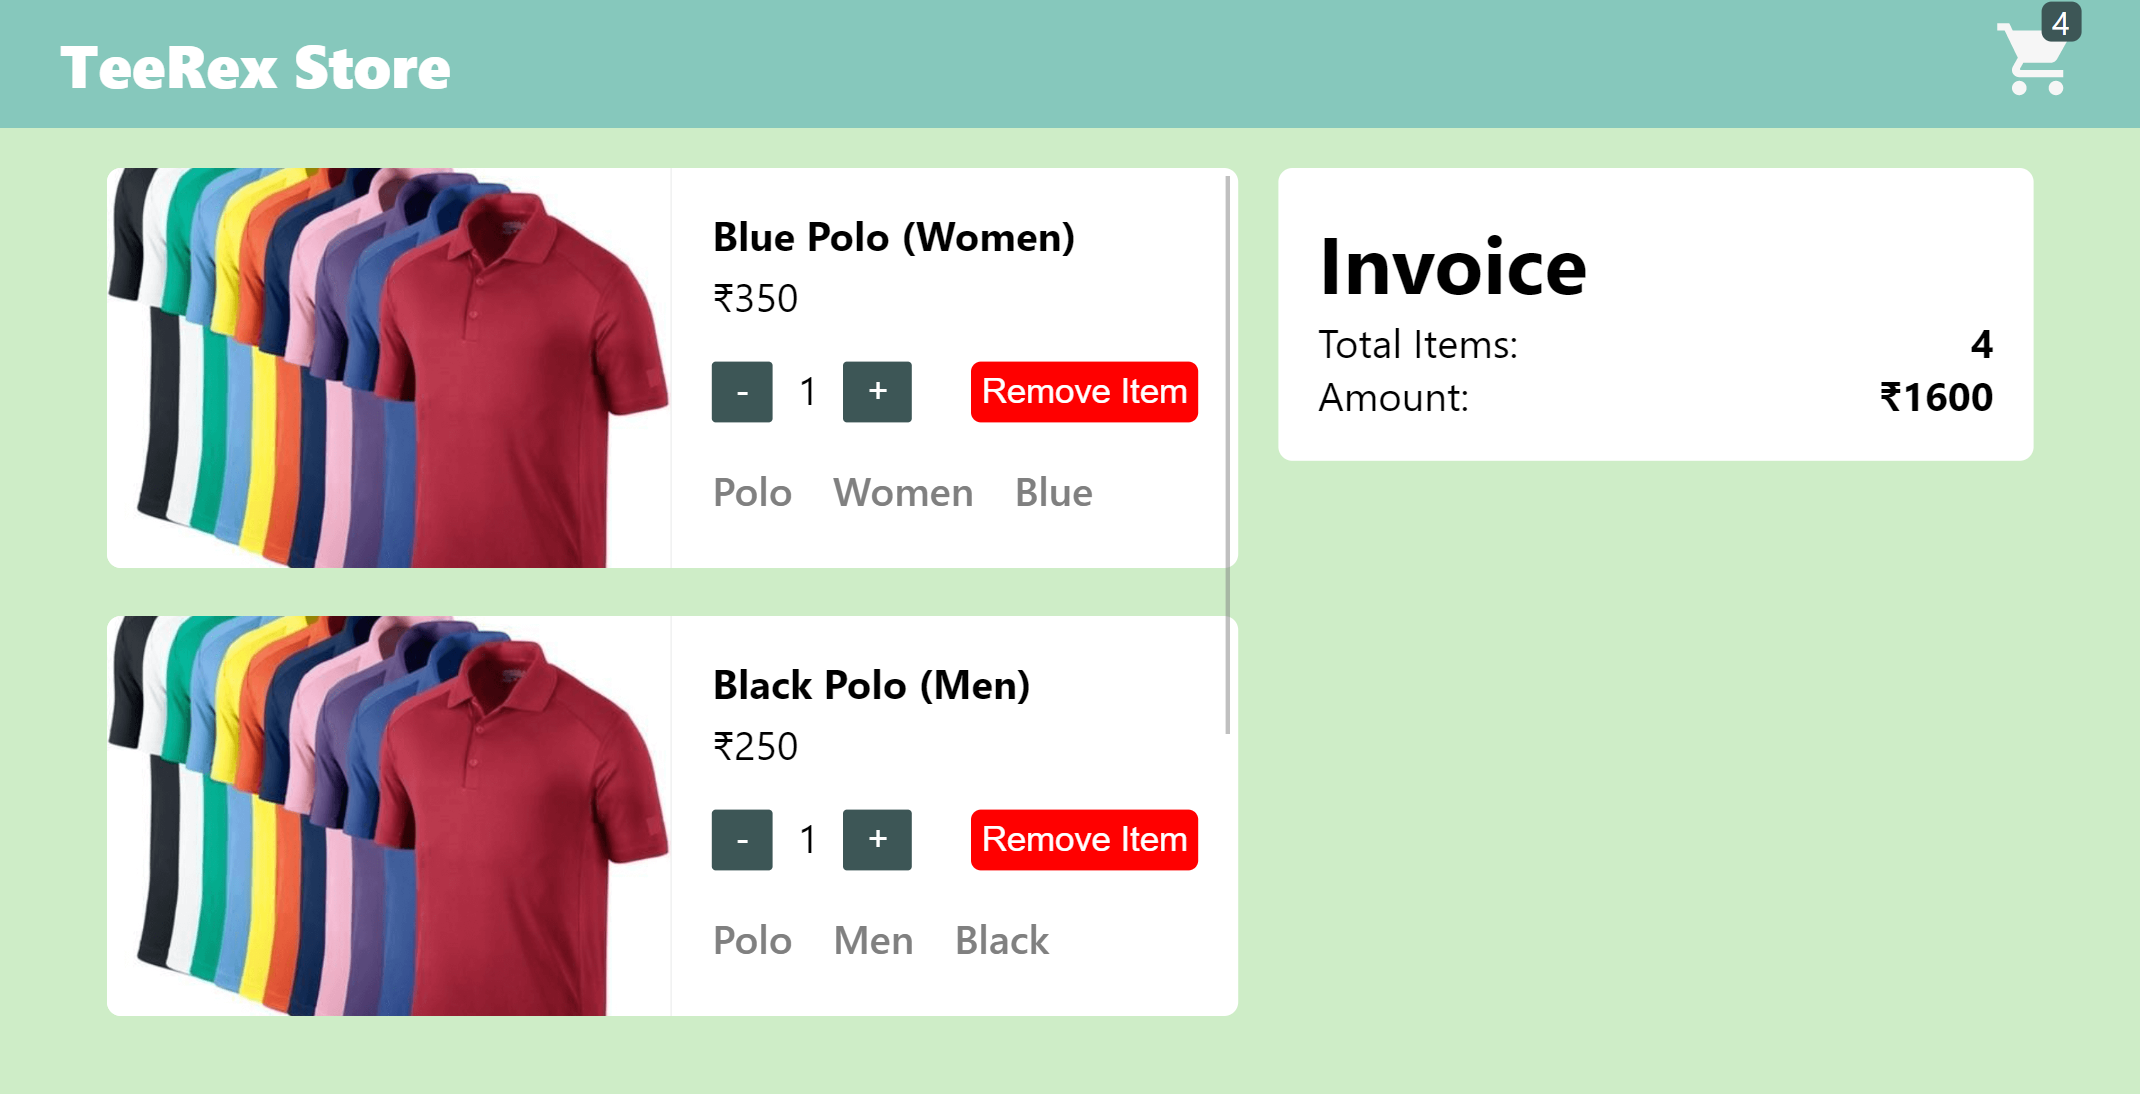 TeeRex Store
4
Blue Polo (Women)
₹350
- 1 + Remove Item
Polo Women Blue
Black Polo (Men)
₹250
- 1 + Remove Item
Polo Men Black
Invoice
Total Items: 4
Amount: ₹1600